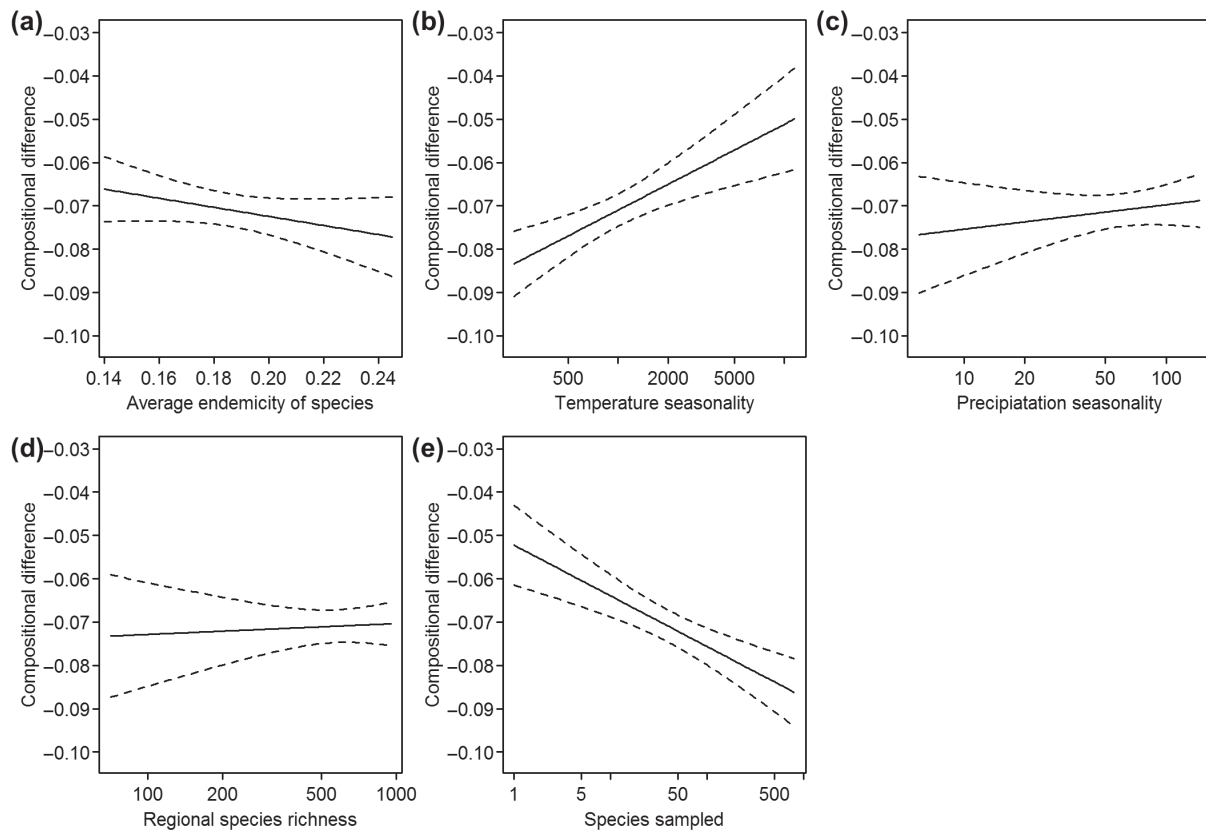 (a)
−0.03
−0.04
−0.05
−0.06
−0.07
−0.08
−0.09
−0.10
Compositional difference
0.14 0.16 0.18 0.20 0.22 0.24
Average endemicity of species
(b)
−0.03
−0.04
−0.05
−0.06
−0.07
−0.08
−0.09
−0.10
Compositional difference
500 2000 5000
Temperature seasonality
(c)
−0.03
−0.04
−0.05
−0.06
−0.07
−0.08
−0.09
−0.10
Compositional difference
10 20 50 100
Precipiatation seasonality
(d)
−0.03
−0.04
−0.05
−0.06
−0.07
−0.08
−0.09
−0.10
Compositional difference
100 200 500 1000
Regional species richness
(e)
−0.03
−0.04
−0.05
−0.06
−0.07
−0.08
−0.09
−0.10
Compositional difference
1 5 50 500
Species sampled